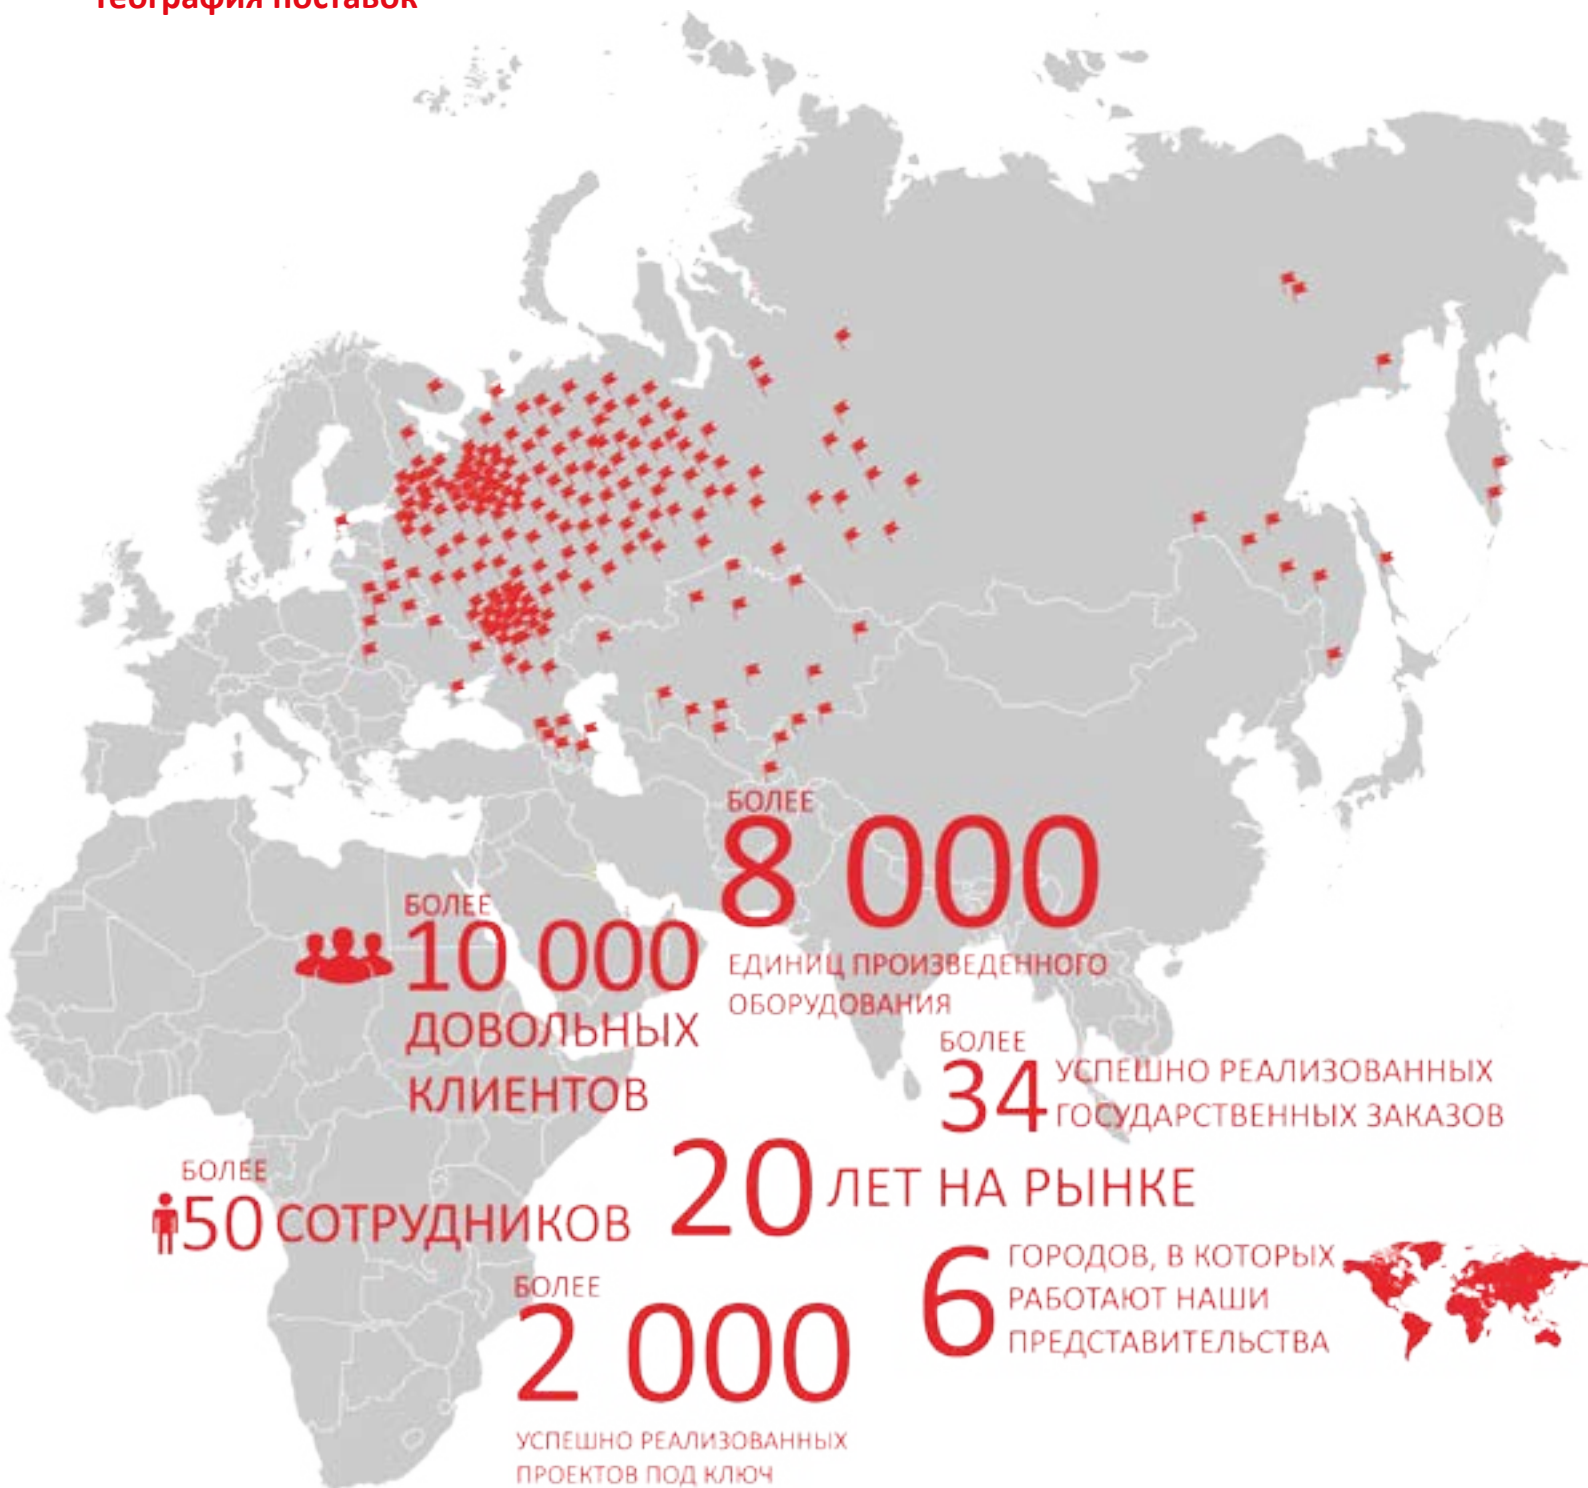 География поставок
БОЛЕЕ
8 000
ЕДИНИЦ ПРОИЗВЕДЕННОГО
ОБОРУДОВАНИЯ
БОЛЕЕ
10 000
ДОВОЛЬНЫХ
КЛИЕНТОВ
БОЛЕЕ
34
УСПЕШНО РЕАЛИЗОВАННЫХ
ГОСУДАРСТВЕННЫХ ЗАКАЗОВ
БОЛЕЕ
50 СОТРУДНИКОВ
20 ЛЕТ НА РЫНКЕ
6
ГОРОДОВ, В КОТОРЫХ
РАБОТАЮТ НАШИ
ПРЕДСТАВИТЕЛЬСТВА
БОЛЕЕ
2 000
УСПЕШНО РЕАЛИЗОВАННЫХ
ПРОЕКТОВ ПОД КЛЮЧ